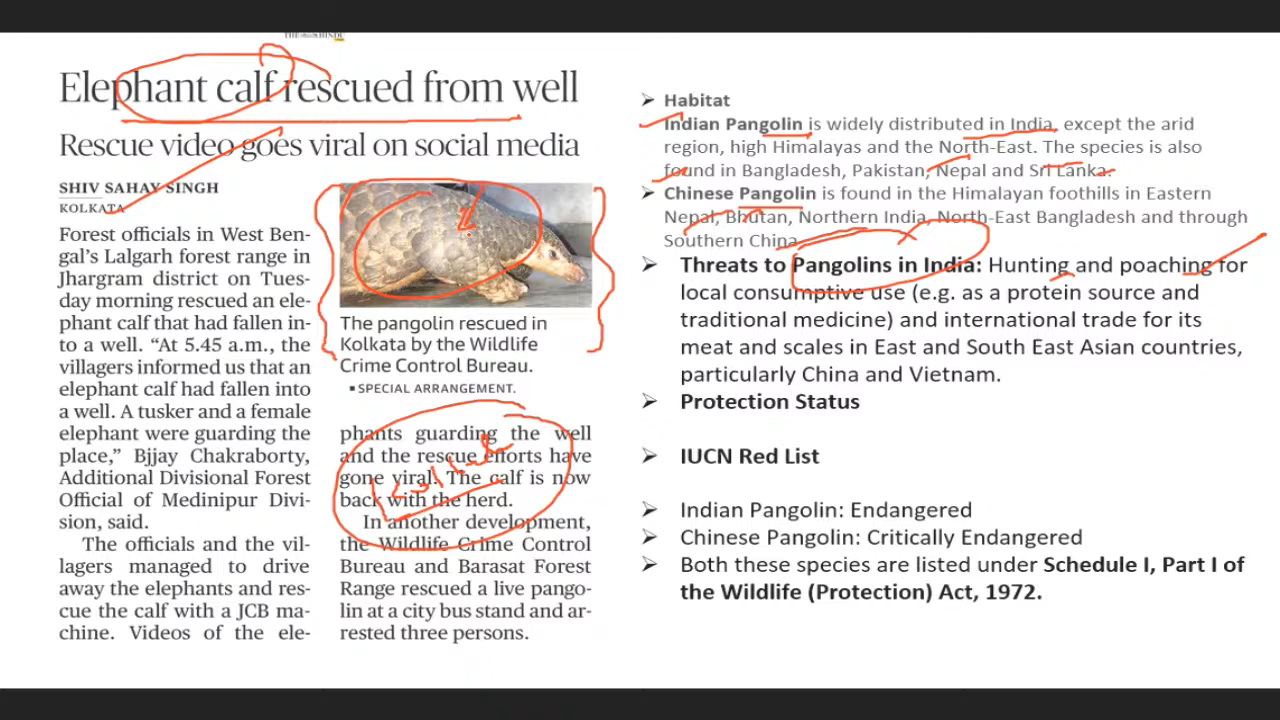 THE HINDU
Elephant calf rescued from well
Rescue video goes viral on social media
SHIV SAHAY SINGH
KOLKATA
Forest officials in West Ben-
gal's Lalgarh forest range in
Jhargram district on Tues-
day morning rescued an ele-
phant calf that had fallen in-
to a well. “At 5.45 a.m., the
villagers informed us that an
elephant calf had fallen into
a well. A tusker and a female
elephant were guarding the
place,” Bjjay Chakraborty,
Additional Divisional Forest
Official of Medinipur Divi-
sion, said.
The officials and the vil-
lagers managed to drive
away the elephants and res-
cue the calf with a JCB ma-
chine. Videos of the ele-
The pangolin rescued in
Kolkata by the Wildlife
Crime Control Bureau.
▪ SPECIAL ARRANGEMENT.
phants guarding the well
and the rescue efforts have
gone viral. The calf is now
back with the herd.
In another development,
the Wildlife Crime Control
Bureau and Barasat Forest
Range rescued a live pango-
lin at a city bus stand and ar-
rested three persons.
➢ Habitat
Indian Pangolin is widely distributed in India, except the arid
region, high Himalayas and the North-East. The species is also
found in Bangladesh, Pakistan, Nepal and Sri Lanka.
➢ Chinese Pangolin is found in the Himalayan foothills in Eastern
Nepal, Bhutan, Northern India, North-East Bangladesh and through
Southern China.
➢ Threats to Pangolins in India: Hunting and poaching for
local consumptive use (e.g. as a protein source and
traditional medicine) and international trade for its
meat and scales in East and South East Asian countries,
particularly China and Vietnam.
➢ Protection Status
➢ IUCN Red List
➢ Indian Pangolin: Endangered
➢ Chinese Pangolin: Critically Endangered
➢ Both these species are listed under Schedule I, Part I of
the Wildlife (Protection) Act, 1972.